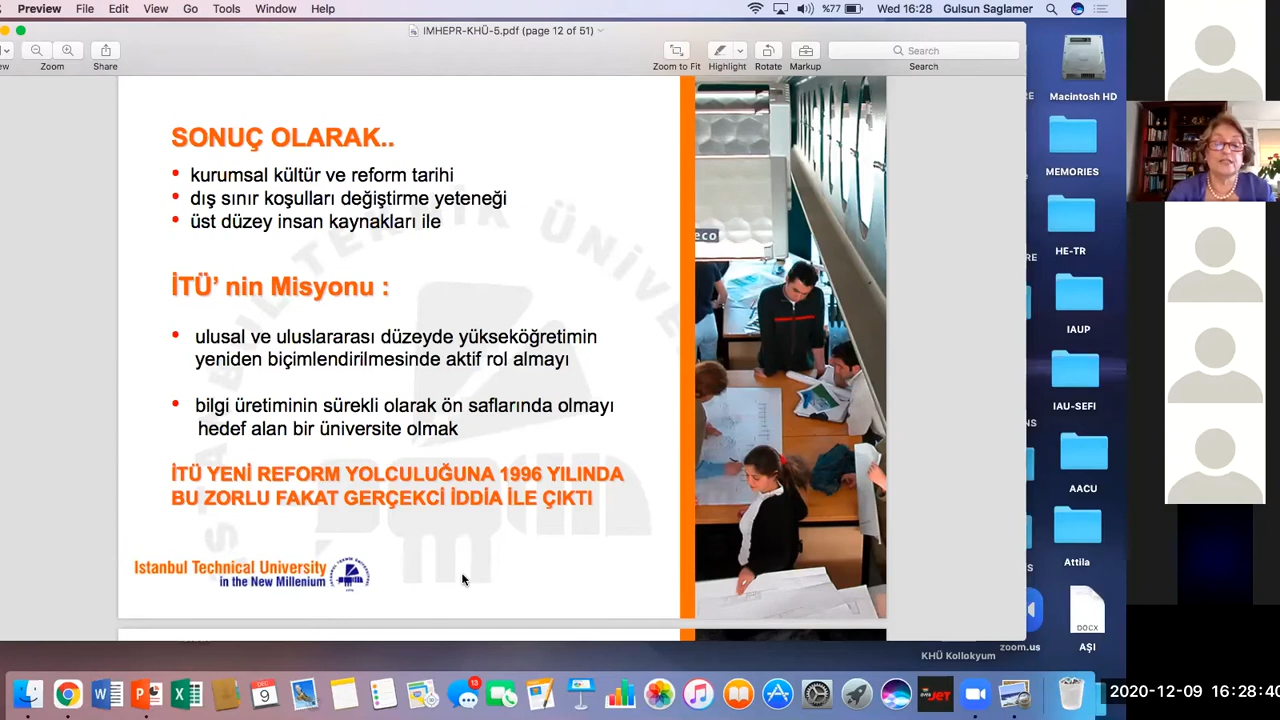 Preview File Edit View Go Tools Window Help
%77 Wed 16:28 Gulsun Saglamer
IMHEPR-KHÜ-5.pdf (page 12 of 51)
Zoom Share Zoom to Fit Highlight Rotate Markup Search
Search
SONUÇ OLARAK..
• kurumsal kültür ve reform tarihi
• dış sınır koşulları değiştirme yeteneği
• üst düzey insan kaynakları ile
İTÜ' nin Misyonu :
• ulusal ve uluslararası düzeyde yükseköğretimin
yeniden biçimlendirilmesinde aktif rol almayı
• bilgi üretiminin sürekli olarak ön saflarında olmayı
hedef alan bir üniversite olmak
İTÜ YENİ REFORM YOLCULUĞUNA 1996 YILINDA
BU ZORLU FAKAT GERÇEKCİ İDDİA İLE ÇIKTI
Istanbul Technical University
in the New Millenium
eco
Macintosh HD
MEMORIES
HE-TR
IAUP
IAU-SEFI
AACU
Attila
DOCX
AŞI
zoom.us
KHÜ Kollokyum
13
DEC
9
JET
2020-12-09 16:28:40